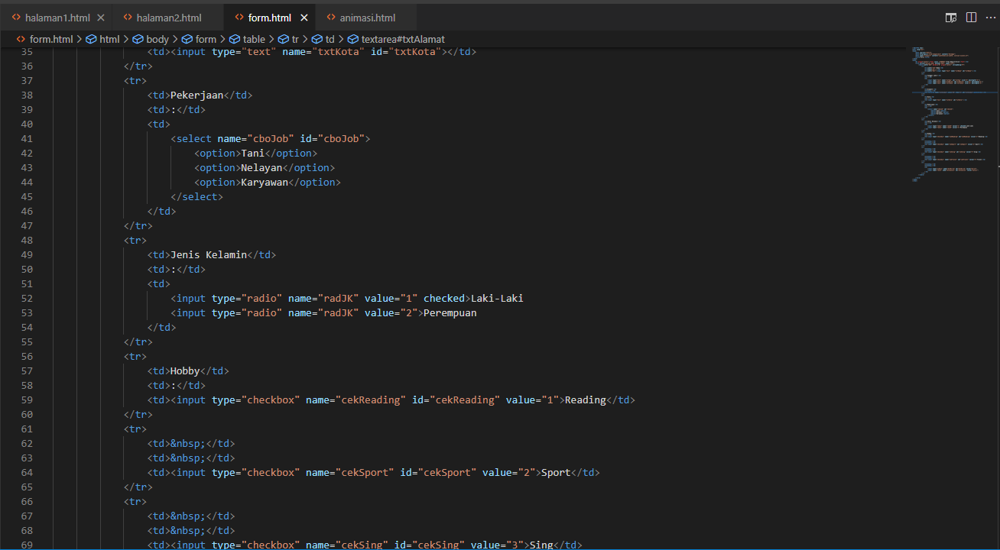 halaman1.html halaman2.html form.html animasi.html
form.html > html > body > form > table > tr > td > textarea#txtAlamat
35 <td><input type="text" name="txtKota" id="txtKota"></td>
36 </tr>
37 <tr>
38 <td>Pekerjaan</td>
39 <td>:</td>
40 <td>
41 <select name="cboJob" id="cboJob">
42 <option>Tani</option>
43 <option>Nelayan</option>
44 <option>Karyawan</option>
45 </select>
46 </td>
47 </tr>
48 <tr>
49 <td>Jenis Kelamin</td>
50 <td>:</td>
51 <td>
52 <input type="radio" name="radJK" value="1" checked>Laki-Laki
53 <input type="radio" name="radJK" value="2">Perempuan
54 </td>
55 </tr>
56 <tr>
57 <td>Hobby</td>
58 <td>:</td>
59 <td><input type="checkbox" name="cekReading" id="cekReading" value="1">Reading</td>
60 </tr>
61 <tr>
62 <td>&nbsp;</td>
63 <td>&nbsp;</td>
64 <td><input type="checkbox" name="cekSport" id="cekSport" value="2">Sport</td>
65 </tr>
66 <tr>
67 <td>&nbsp;</td>
68 <td>&nbsp;</td>
69 <td><input type="checkbox" name="cekSing" id="cekSing" value="3">Sing</td>